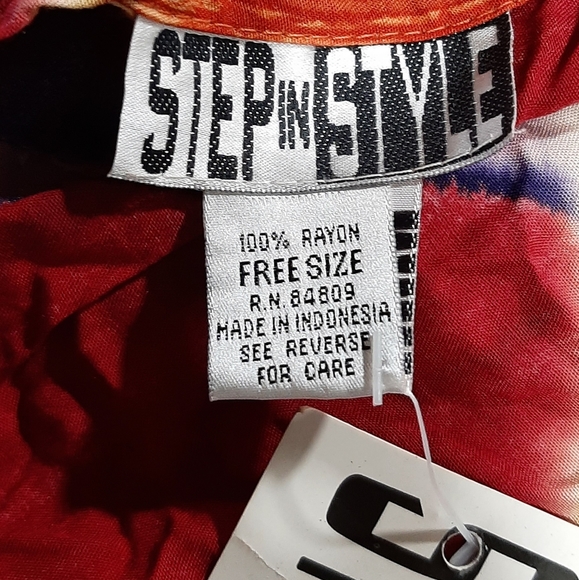 STEP IN STYLE
100% RAYON
FREE SIZE
R.N. 84809
MADE IN INDONESIA
SEE REVERSE
FOR CARE